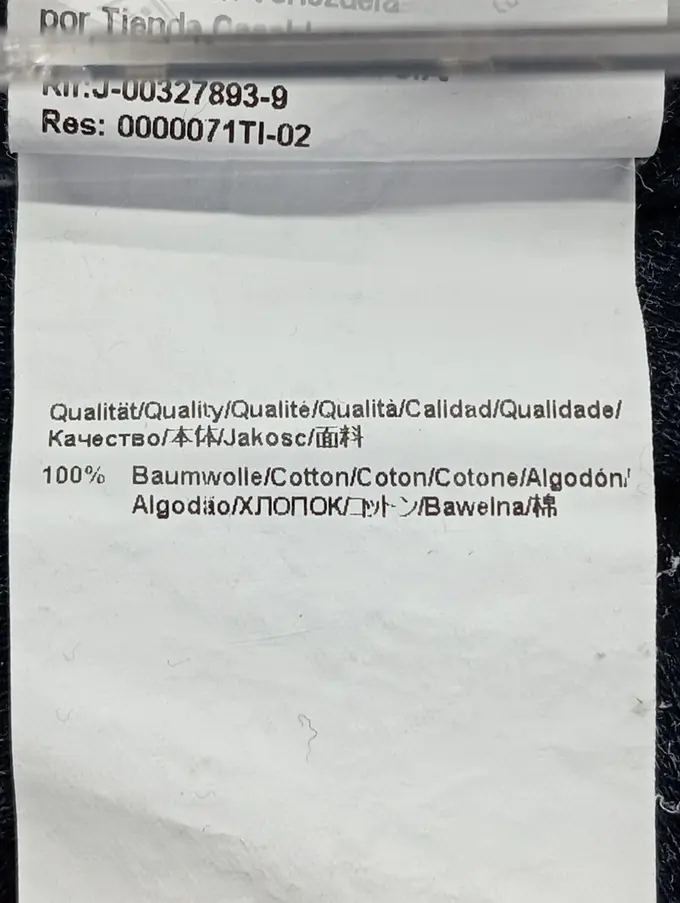 por Tienda
Rif:J-00327893-9
Res: 0000071TI-02
Qualität/Quality/Qualité/Qualità/Calidad/Qualidade/
Качество/本体/Jakosc/面料
100% Baumwolle/Cotton/Coton/Cotone/Algodón/
Algodão/ХЛОПОК/コットン/Bawelna/棉